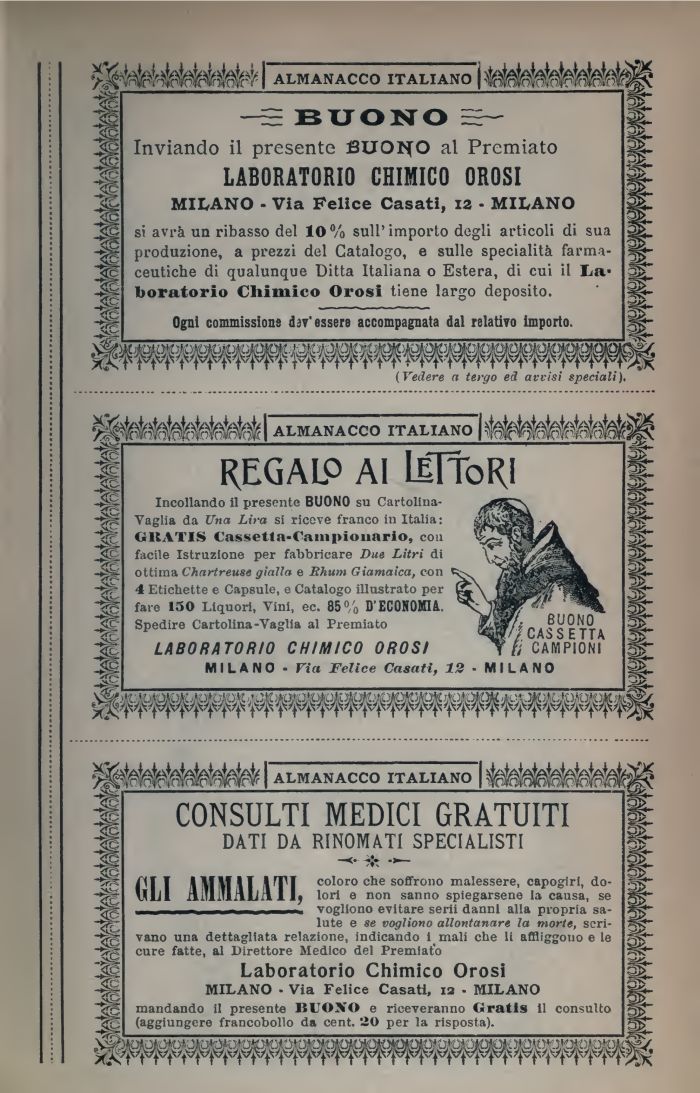 ALMANACCO ITALIANO
BUONO
Inviando il presente BUONO al Premiato
LABORATORIO CHIMICO OROSI
MILANO - Via Felice Casati, 12 - MILANO
si avrà un ribasso del 10 % sull' importo degli articoli di sua
produzione, a prezzi del Catalogo, e sulle specialità farma-
ceutiche di qualunque Ditta Italiana o Estera, di cui il La-
boratorio Chimico Orosi tiene largo deposito.
Ogni commissione dev' essere accompagnata dal relativo importo.
(Vedere a tergo ed avvisi speciali).
ALMANACCO ITALIANO
REGALO AI LETTORI
Incollando il presente BUONO su Cartolina-
Vaglia da Una Lira si riceve franco in Italia:
GRATIS Cassetta-Campionario, con
facile Istruzione per fabbricare Due Litri di
ottima Chartreuse gialla e Rhum Giamaica, con
4 Etichette e Capsule, e Catalogo illustrato per
fare 150 Liquori, Vini, ec. 85 % D'ECONOMIA.
Spedire Cartolina-Vaglia al Premiato
BUONO
CASSETTA
CAMPIONI
LABORATORIO CHIMICO OROSI
MILANO - Via Felice Casati, 12 - MILANO
ALMANACCO ITALIANO
CONSULTI MEDICI GRATUITI
DATI DA RINOMATI SPECIALISTI
GLI AMMALATI, coloro che soffrono malessere, capogiri, do-
lori e non sanno spiegarsene la causa, se
vogliono evitare serii danni alla propria sa-
lute e se vogliono allontanare la morte, scri-
vano una dettagliata relazione, indicando i mali che li affliggono e le
cure fatte, al Direttore Medico del Premiato
Laboratorio Chimico Orosi
MILANO - Via Felice Casati, 12 - MILANO
mandando il presente BUONO e riceveranno Gratis il consulto
(aggiungere francobollo da cent. 20 per la risposta).